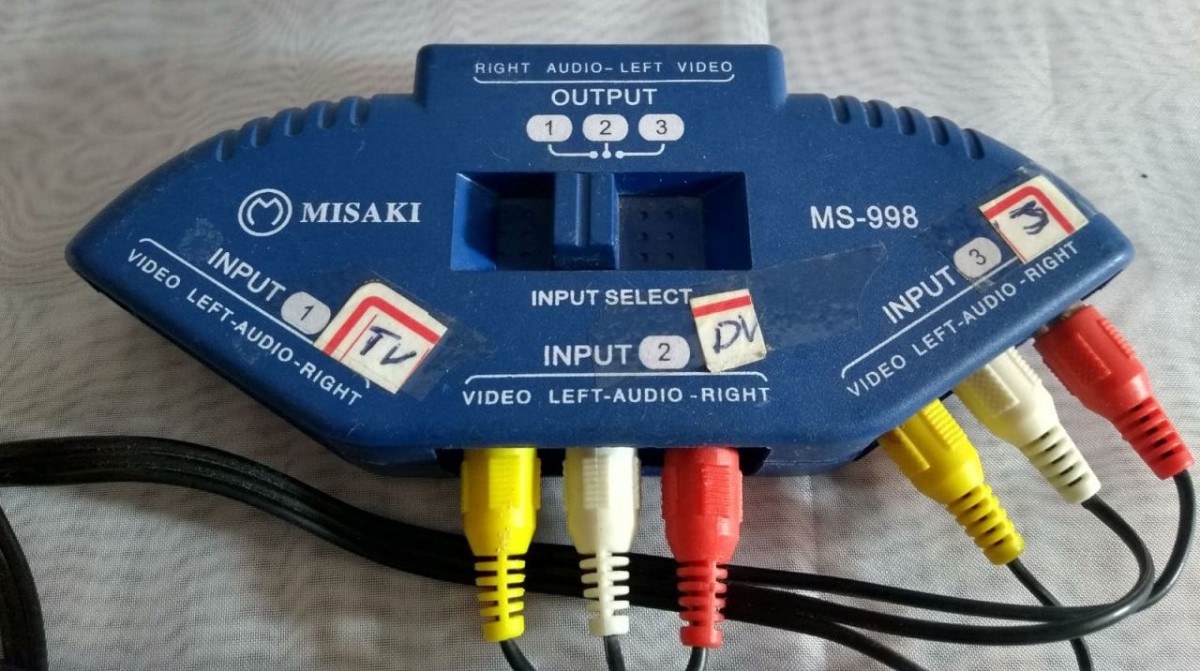 RIGHT AUDIO-LEFT VIDEO
OUTPUT
1 2 3
MISAKI
MS-998
INPUT 1 TV
VIDEO LEFT-AUDIO-RIGHT
INPUT SELECT
INPUT 2 DV
VIDEO LEFT-AUDIO-RIGHT
INPUT 3
VIDEO LEFT-AUDIO-RIGHT